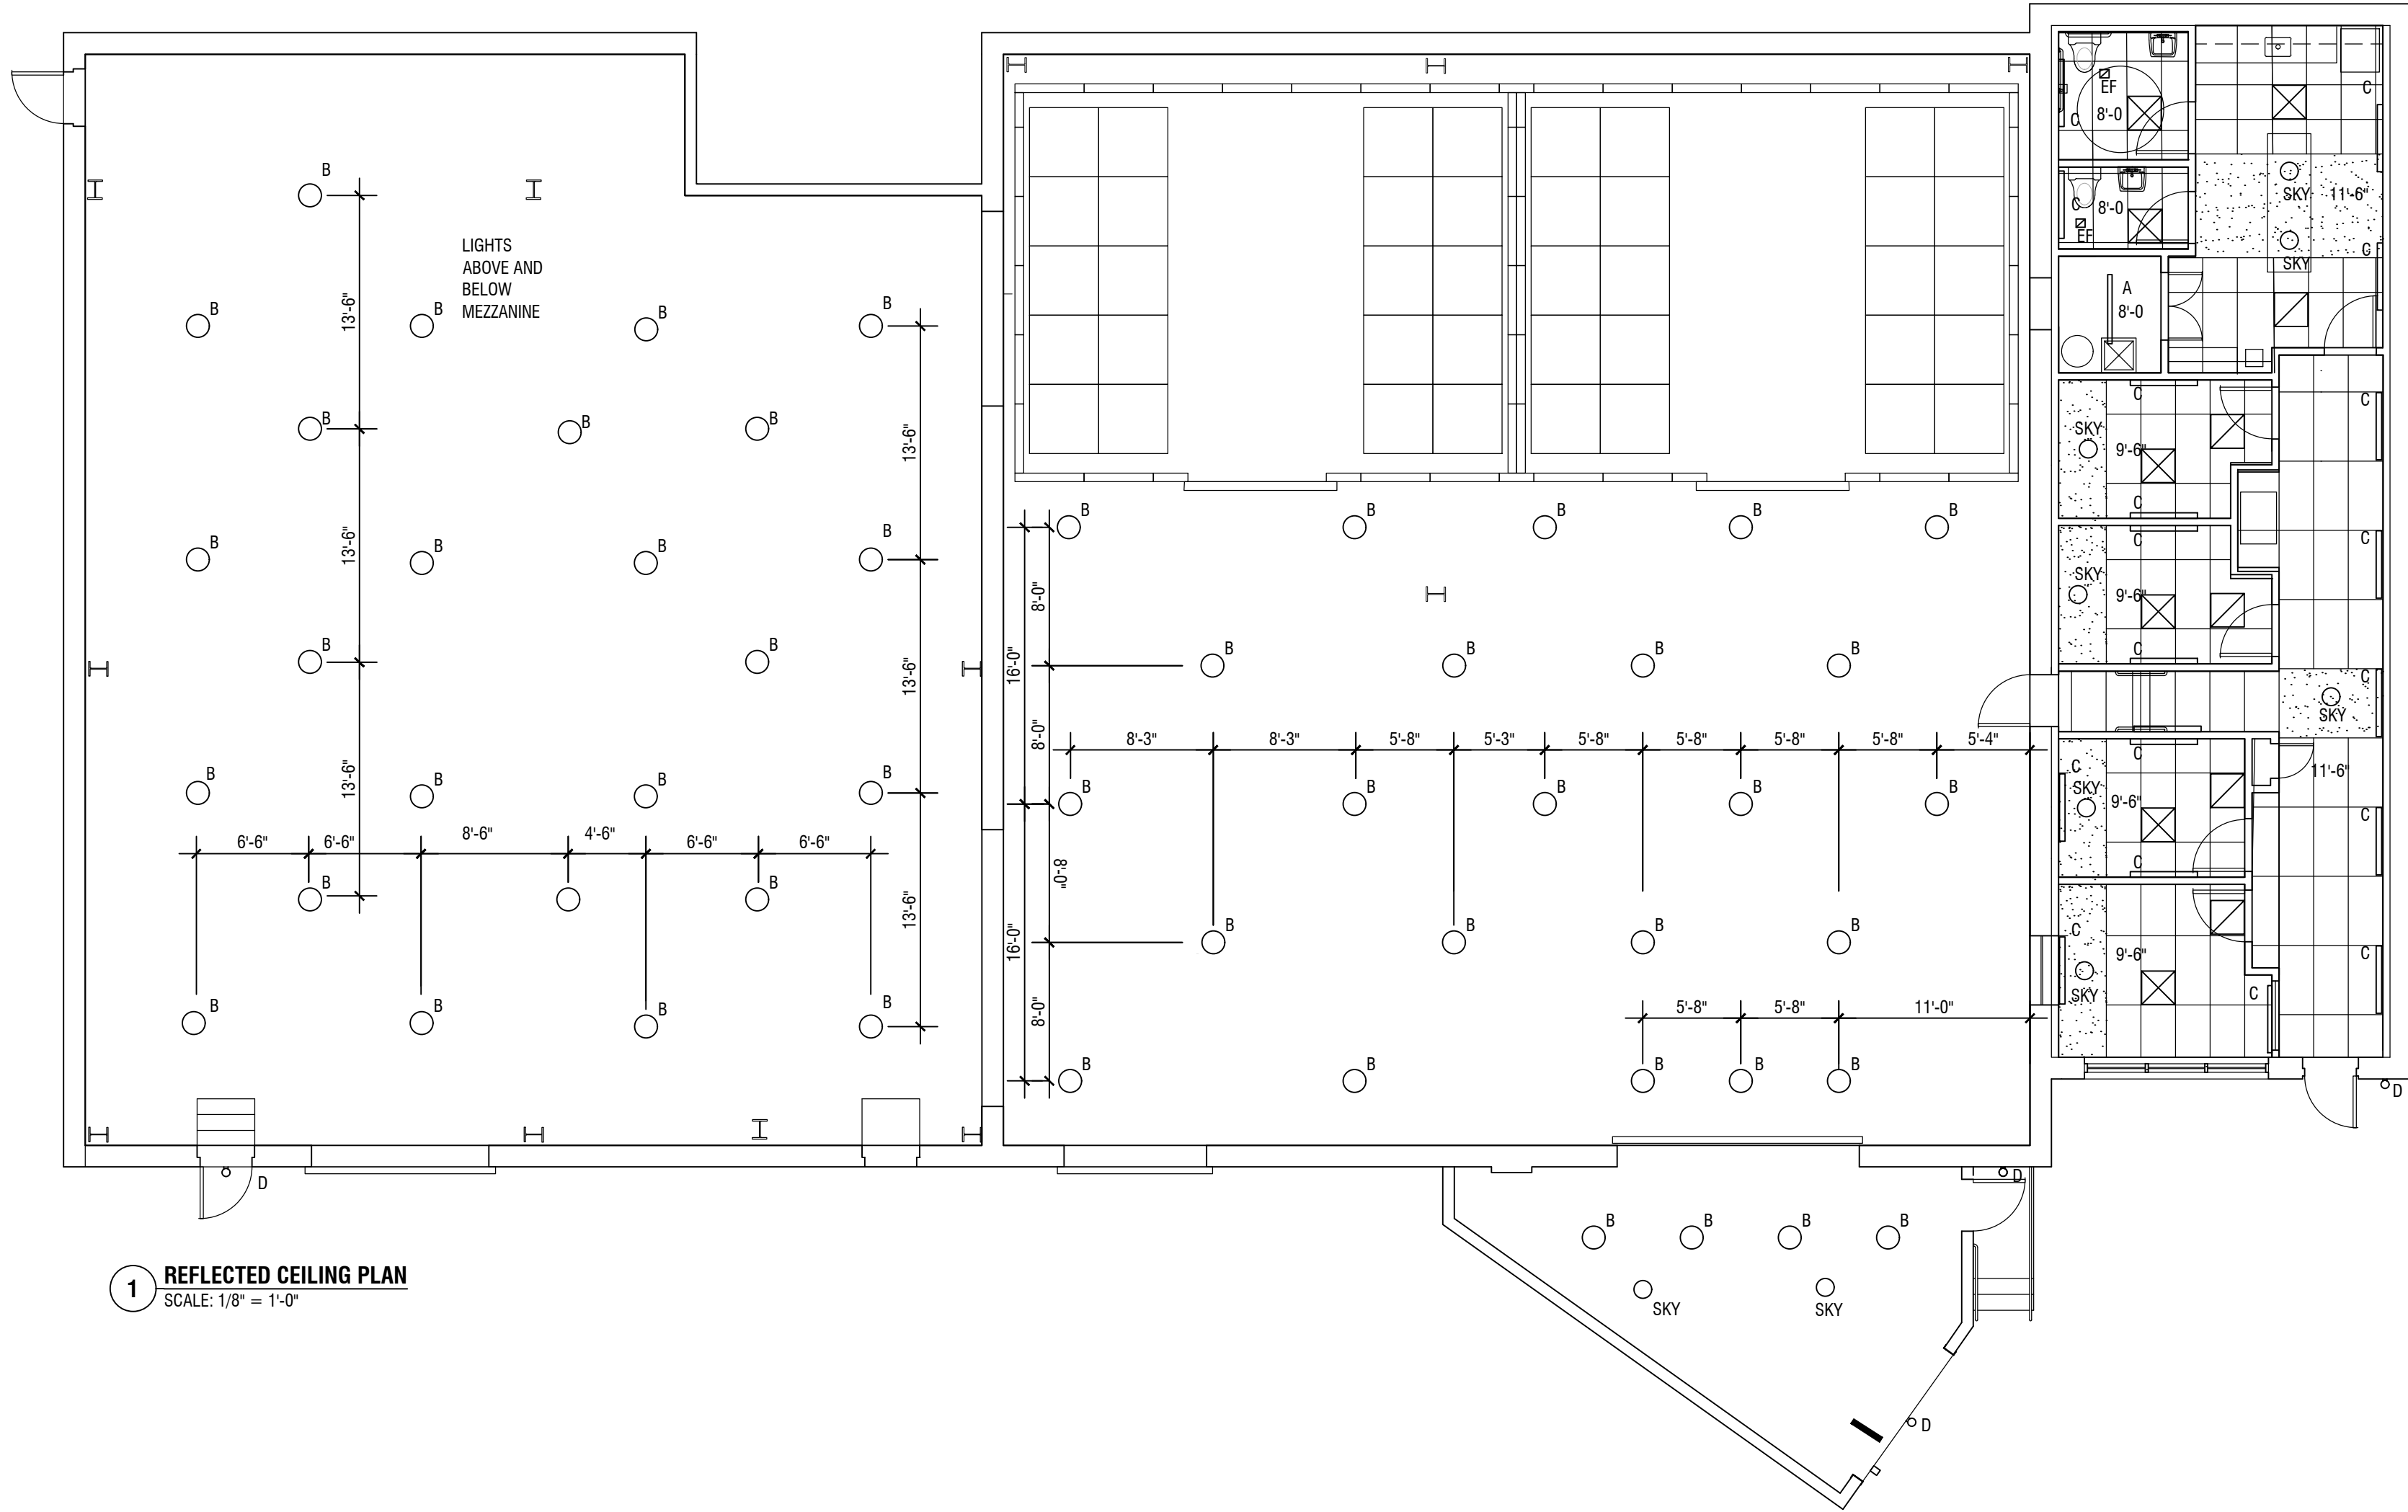 B
LIGHTS
ABOVE AND
BELOW
MEZZANINE
13'-6"
B
B
B
B
B
B
B
13'-6"
13'-6"
B
B
B
B
B
B
13'-6"
13'-6"
B
B
B
B
6'-6"
6'-6"
8'-6"
4'-6"
6'-6"
6'-6"
B
B
13'-6"
B
B
B
B
D
B
B
B
B
B
8'-0"
16'-0"
B
B
B
B
8'-0"
8'-3"
8'-3"
5'-8"
5'-3"
5'-8"
5'-8"
5'-8"
5'-8"
5'-4"
B
B
B
B
B
8'-0"
16'-0"
B
B
B
B
8'-0"
5'-8"
5'-8"
11'-0"
B
B
B
B
B
D
B
B
B
B
SKY
SKY
D
EF
8'-0
C
C
C
8'-0
EF
SKY
11'-6"
C
SKY
A
8'-0
C
C
SKY
9'-6"
C
C
C
SKY
9'-6"
C
C
SKY
C
C
SKY
9'-6"
11'-6"
C
C
C
SKY
9'-6"
C
C
D
1
REFLECTED CEILING PLAN
SCALE: 1/8" = 1'-0"